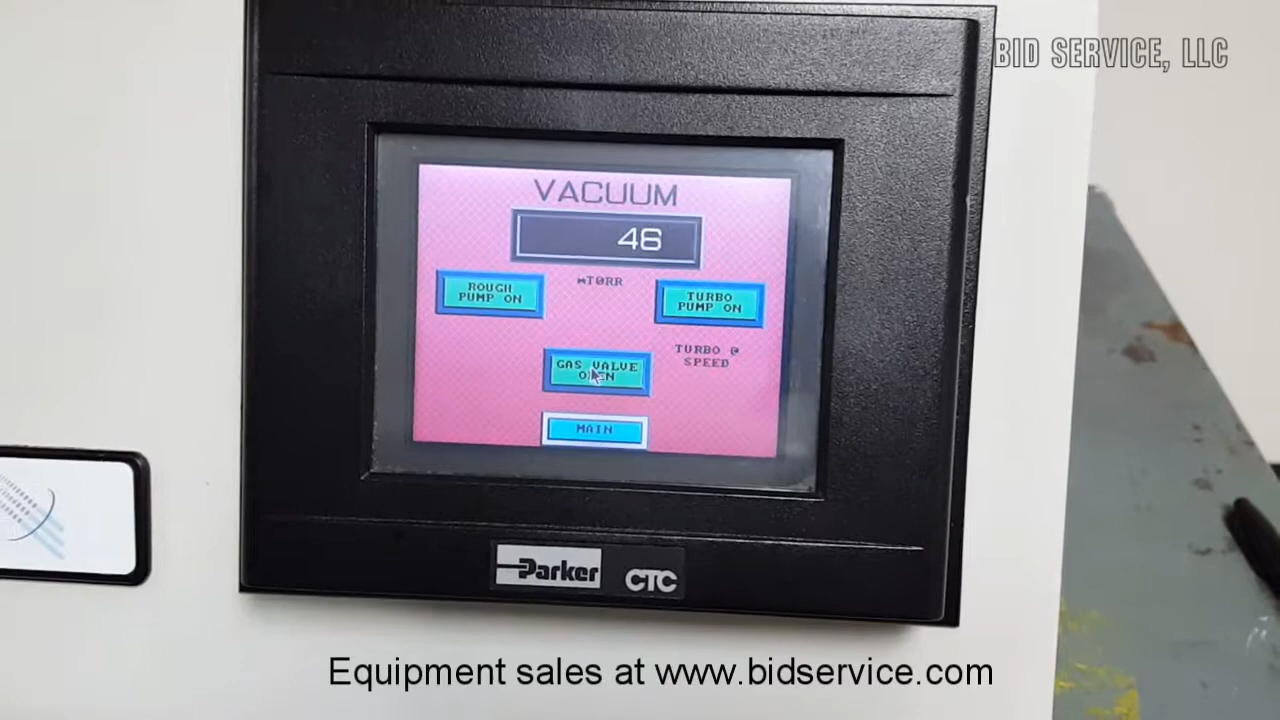 BID SERVICE, LLC
VACUUM
46
mTORR
ROUGH
PUMP ON
TURBO
PUMP ON
TURBO @
SPEED
GAS VALVE
OPEN
MAIN
Parker
CTC
Equipment sales at www.bidservice.com